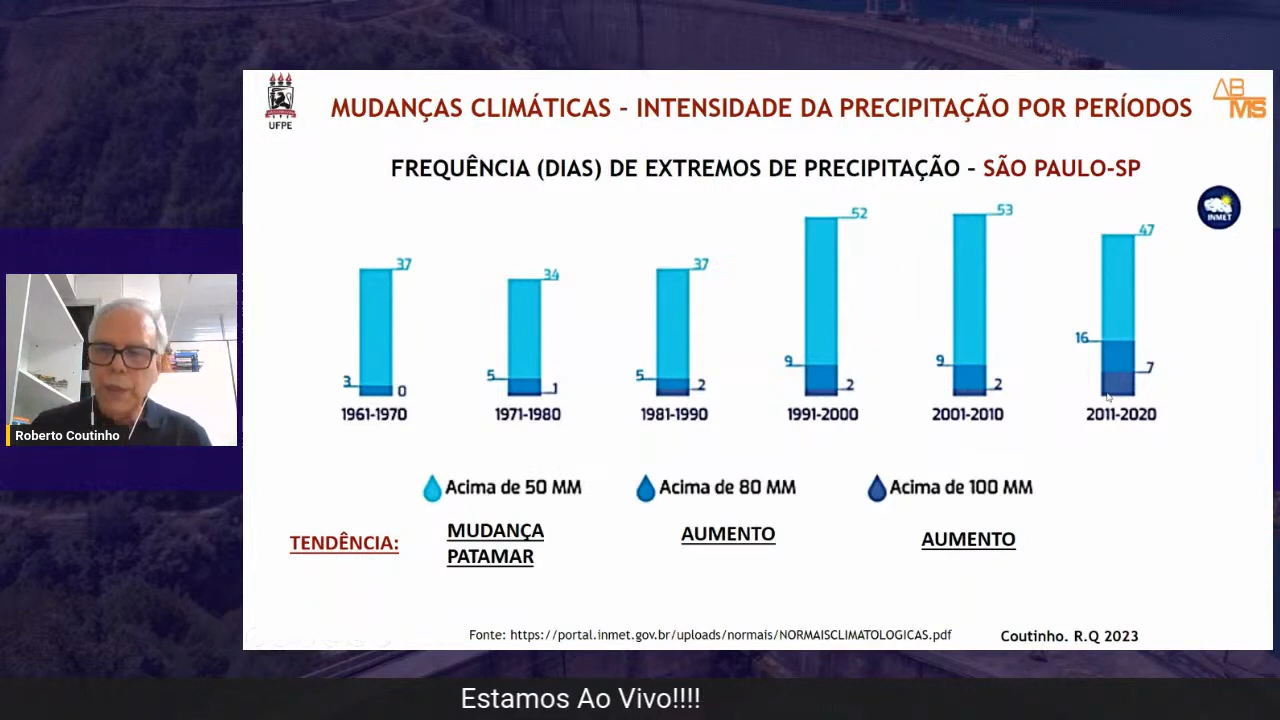 UFPE
MUDANÇAS CLIMÁTICAS - INTENSIDADE DA PRECIPITAÇÃO POR PERÍODOS
ABMS
FREQUÊNCIA (DIAS) DE EXTREMOS DE PRECIPITAÇÃO - SÃO PAULO-SP
INMET
37
3
0
1961-1970
34
5
1
1971-1980
37
5
2
1981-1990
52
9
2
1991-2000
53
9
2
2001-2010
47
16
7
2011-2020
Acima de 50 MM
Acima de 80 MM
Acima de 100 MM
TENDÊNCIA:
MUDANÇA
PATAMAR
AUMENTO
AUMENTO
Fonte: https://portal.inmet.gov.br/uploads/normais/NORMAISCLIMATOLOGICAS.pdf
Coutinho. R.Q 2023
Roberto Coutinho
Estamos Ao Vivo!!!!